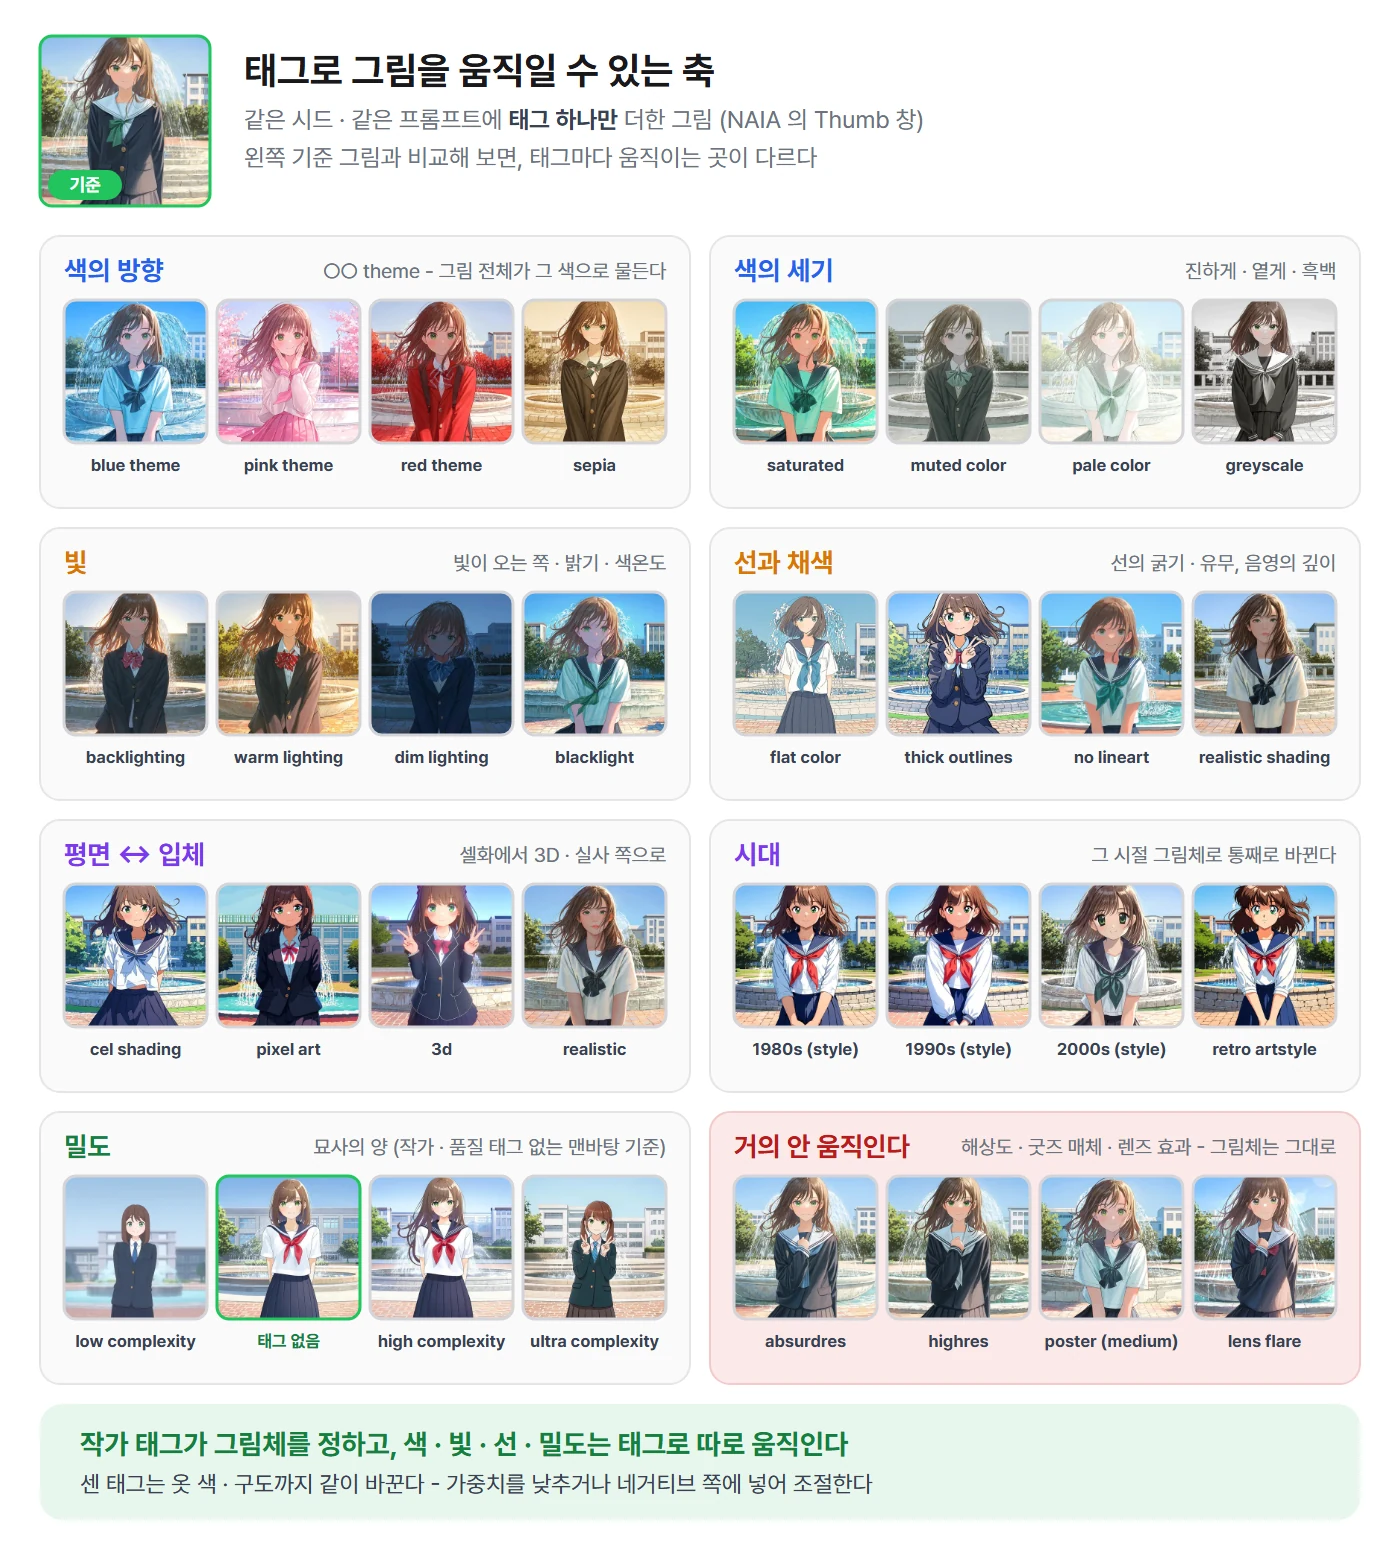 기준
태그로 그림을 움직일 수 있는 축
같은 시드 · 같은 프롬프트에 태그 하나만 더한 그림 (NAIA 의 Thumb 창)
왼쪽 기준 그림과 비교해 보면, 태그마다 움직이는 곳이 다르다
색의 방향
○○ theme - 그림 전체가 그 색으로 물든다
blue theme
pink theme
red theme
sepia
색의 세기
진하게 · 옅게 · 흑백
saturated
muted color
pale color
greyscale
빛
빛이 오는 쪽 · 밝기 · 색온도
backlighting
warm lighting
dim lighting
blacklight
선과 채색
선의 굵기 · 유무, 음영의 깊이
flat color
thick outlines
no lineart
realistic shading
평면 ↔ 입체
셀화에서 3D · 실사 쪽으로
cel shading
pixel art
3d
realistic
시대
그 시절 그림체로 통째로 바뀐다
1980s (style)
1990s (style)
2000s (style)
retro artstyle
밀도
묘사의 양 (작가 · 품질 태그 없는 맨바탕 기준)
low complexity
태그 없음
high complexity
ultra complexity
거의 안 움직인다
해상도 · 굿즈 매체 · 렌즈 효과 - 그림체는 그대로
absurdres
highres
poster (medium)
lens flare
작가 태그가 그림체를 정하고, 색 · 빛 · 선 · 밀도는 태그로 따로 움직인다
센 태그는 옷 색 · 구도까지 같이 바꾼다 - 가중치를 낮추거나 네거티브 쪽에 넣어 조절한다